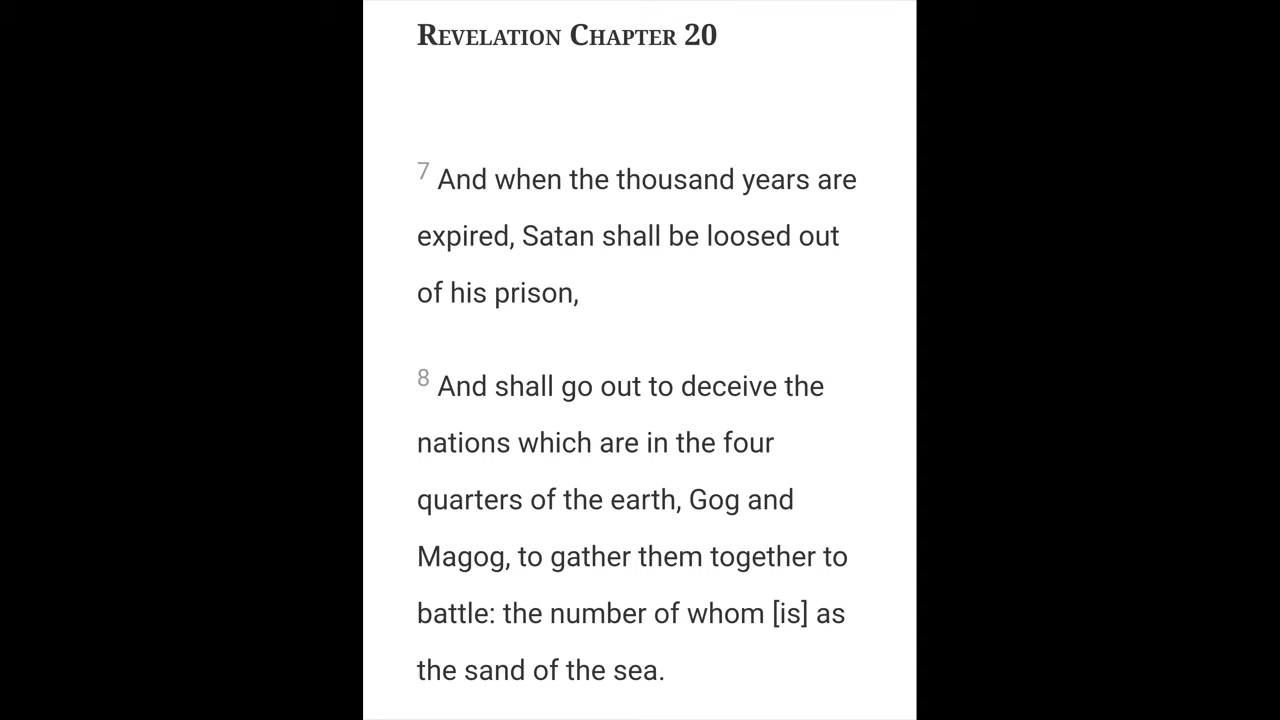 Revelation Chapter 20
7 And when the thousand years are
expired, Satan shall be loosed out
of his prison,
8 And shall go out to deceive the
nations which are in the four
quarters of the earth, Gog and
Magog, to gather them together to
battle: the number of whom [is] as
the sand of the sea.